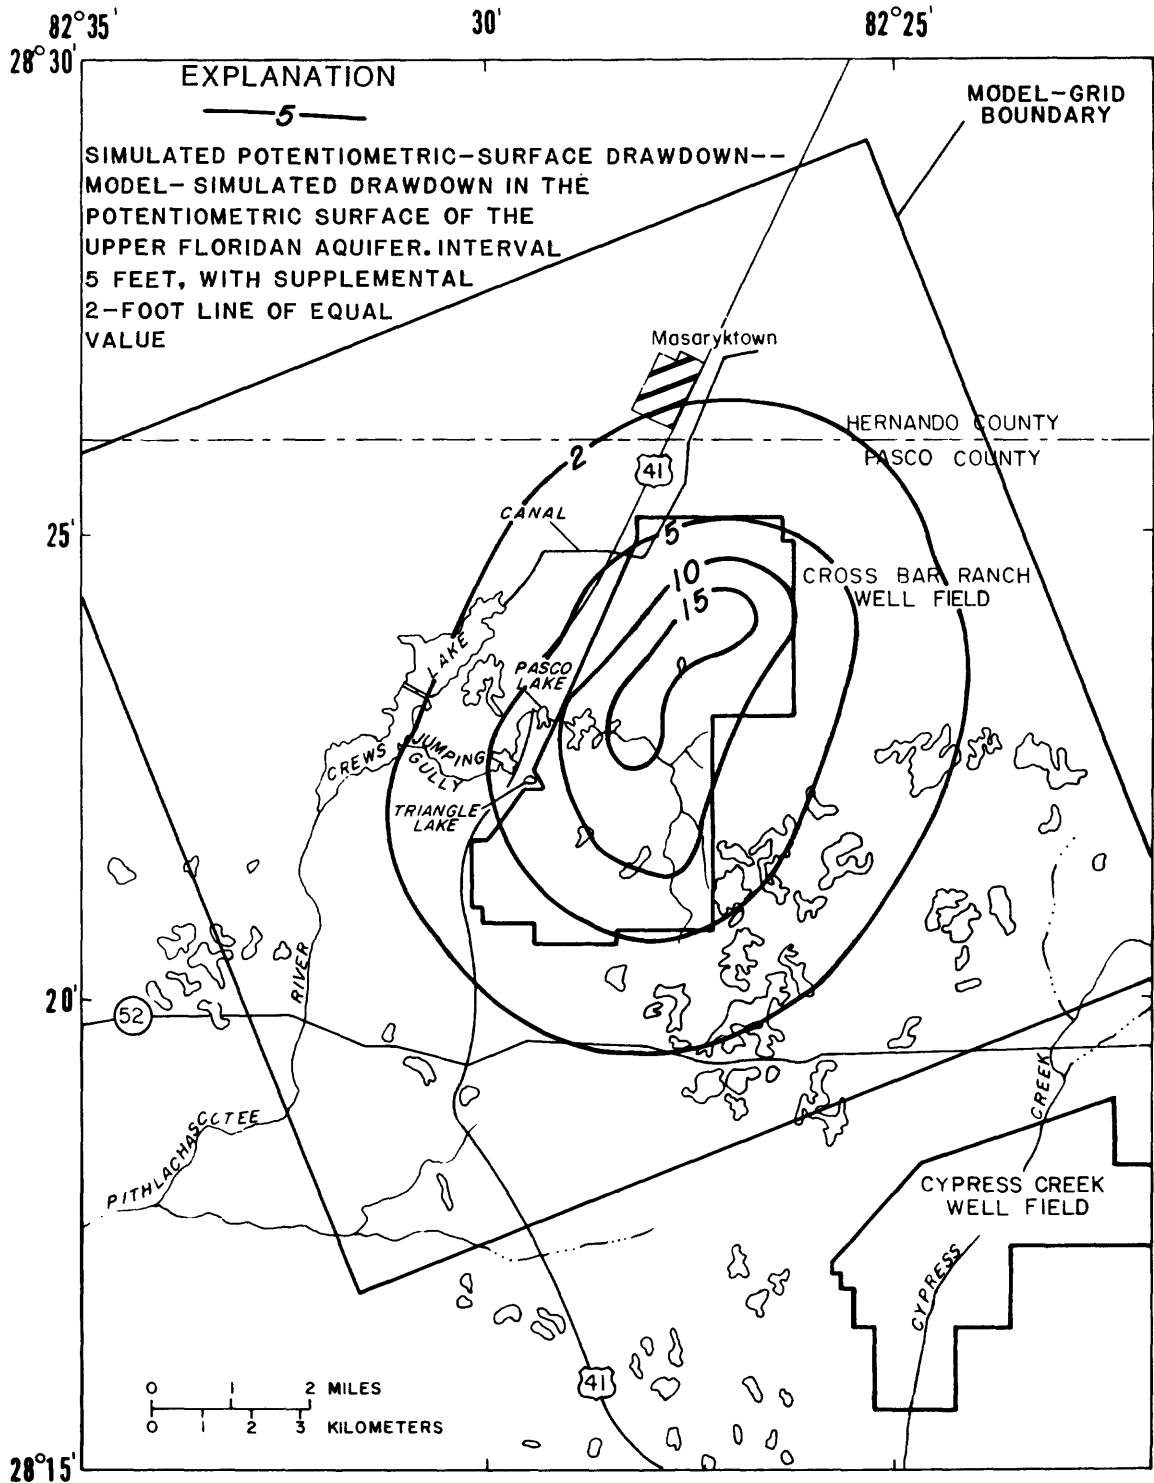 82°35'
30'
82°25'
28°30'
EXPLANATION
5
SIMULATED POTENTIOMETRIC-SURFACE DRAWDOWN--
MODEL- SIMULATED DRAWDOWN IN THE
POTENTIOMETRIC SURFACE OF THE
UPPER FLORIDAN AQUIFER. INTERVAL
5 FEET, WITH SUPPLEMENTAL
2-FOOT LINE OF EQUAL
VALUE
MODEL-GRID
BOUNDARY
Masaryktown
HERNANDO COUNTY
PASCO COUNTY
2
41
CANAL
25'
5
10
15
CROSS BAR RANCH
WELL FIELD
LAKE
PASCO
LAKE
CREWS
JUMPING
GULLY
TRIANGLE
LAKE
RIVER
20'
52
CREEK
PITHLACHASCCTEE
CYPRESS CREEK
WELL FIELD
CYPRESS
41
0 1 2 MILES
0 1 2 3 KILOMETERS
28°15'